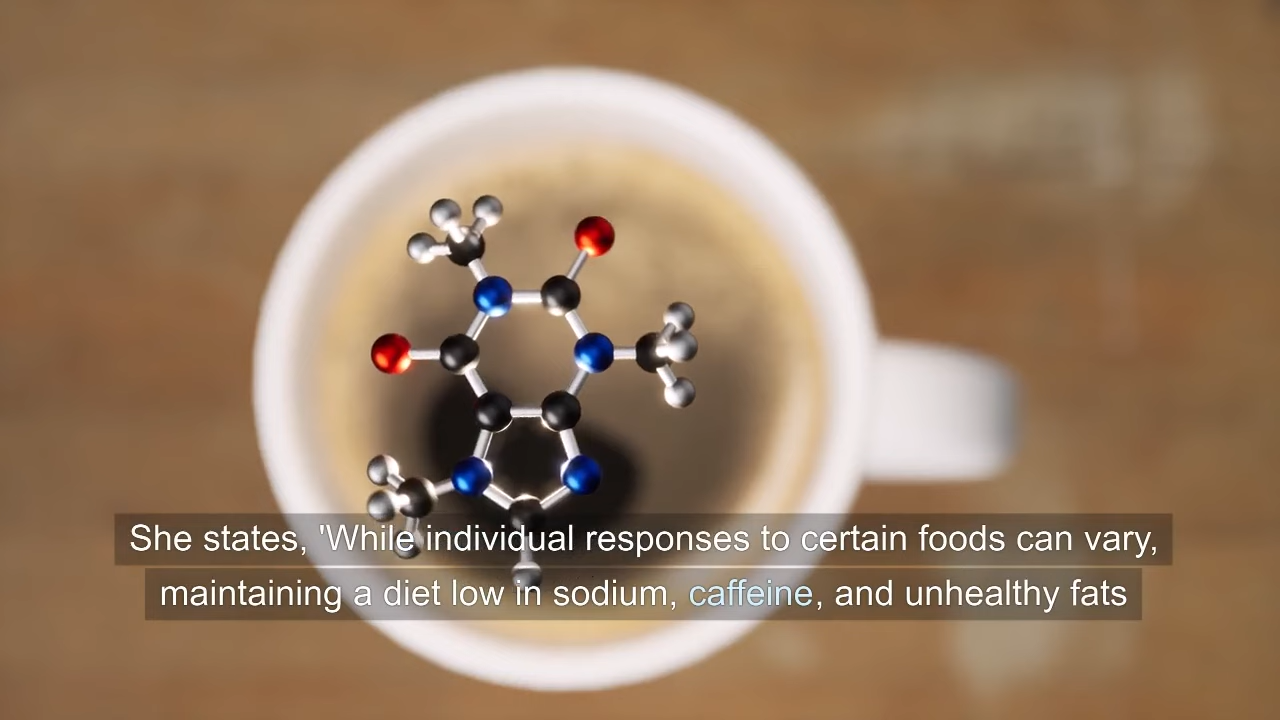 She states, 'While individual responses to certain foods can vary,
maintaining a diet low in sodium, caffeine, and unhealthy fats